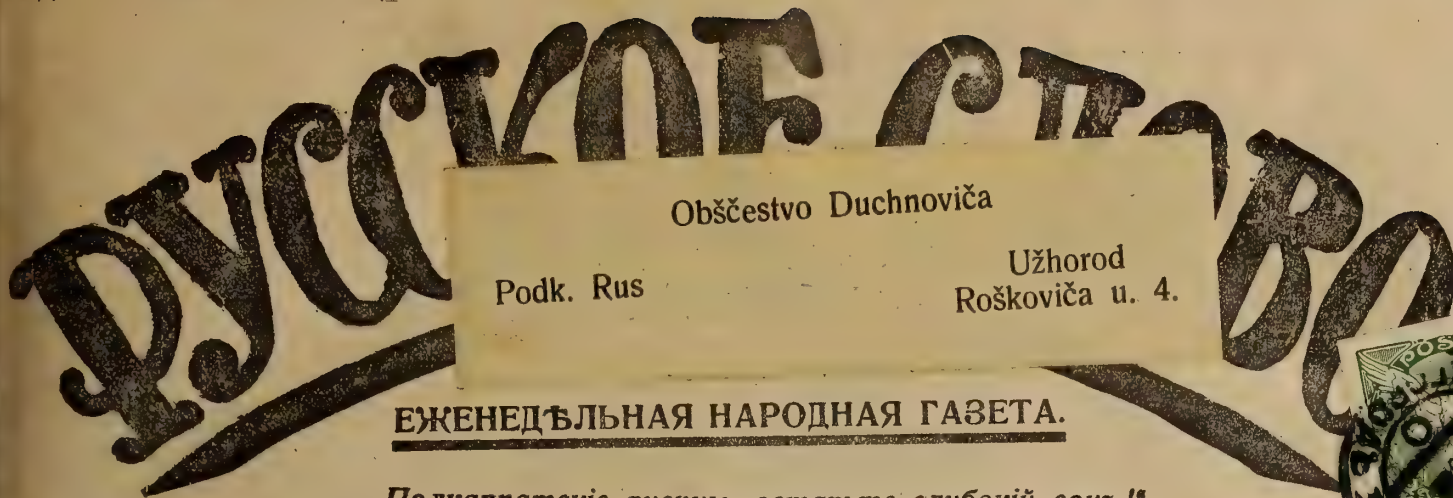 РУССКОЕ СЛОВО
Obščestvo Duchnoviča
Podk. Rus
Užhorod
Roškoviča u. 4.
ЕЖЕНЕДѢЛЬНАЯ НАРОДНАЯ ГАЗЕТА.